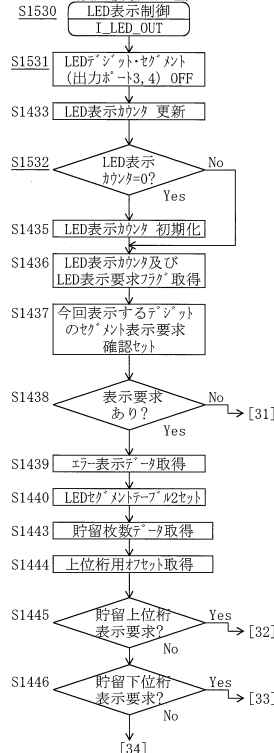 S1530 LED表示制御
I_LED_OUT
S1531 LEDﾃﾞｼﾞｯﾄ･ｾｸﾞﾒﾝﾄ
(出力ﾎﾟｰﾄ3,4) OFF
S1433 LED表示ｶｳﾝﾀ 更新
S1532 LED表示
ｶｳﾝﾀ=0?
No
Yes
S1435 LED表示ｶｳﾝﾀ 初期化
S1436 LED表示ｶｳﾝﾀ及び
LED表示要求ﾌﾗｸﾞ取得
S1437 今回表示するﾃﾞｼﾞｯﾄ
のｾｸﾞﾒﾝﾄ表示要求
確認セット
S1438 表示要求
あり?
No
[31]
Yes
S1439 ｴﾗｰ表示ﾃﾞｰﾀ取得
S1440 LEDｾｸﾞﾒﾝﾄﾃｰﾌﾞﾙ2ｾｯﾄ
S1443 貯留枚数ﾃﾞｰﾀ取得
S1444 上位桁用ｵﾌｾｯﾄ取得
S1445 貯留上位桁
表示要求?
Yes
[32]
No
S1446 貯留下位桁
表示要求?
Yes
[33]
No
[34]